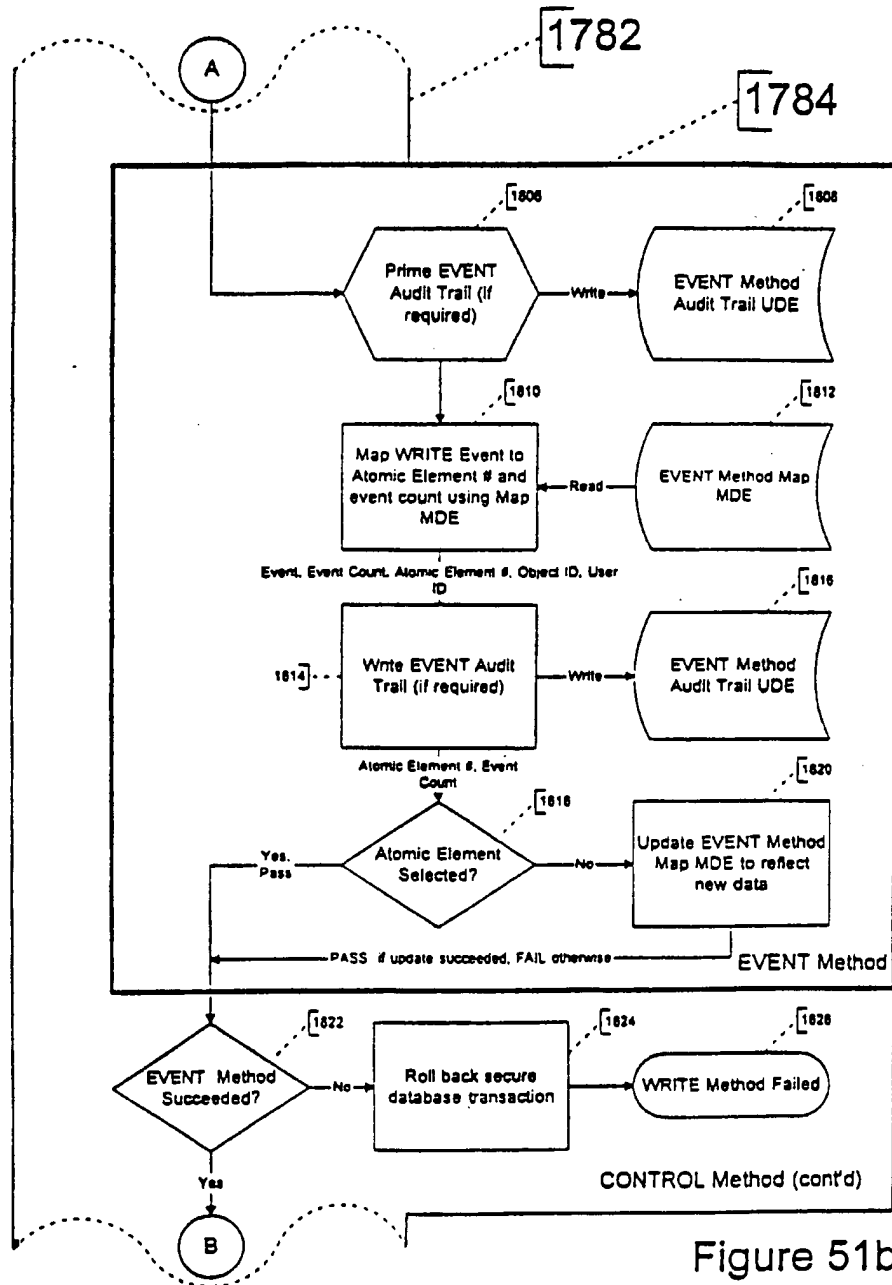 A
1782
1784
1806
1808
Prime EVENT
Audit Trail (if
required)
Write
EVENT Method
Audit Trail UDE
1810
1812
Map WRITE Event to
Atomic Element # and
event count using Map
MDE
Read
EVENT Method Map
MDE
Event, Event Count, Atomic Element #, Object ID, User
ID
1816
1814
Write EVENT Audit
Trail (if required)
Write
EVENT Method
Audit Trail UDE
Atomic Element #, Event
Count
1818
1820
Yes,
Pass
Atomic Element
Selected?
No
Update EVENT Method
Map MDE to reflect
new data
PASS if update succeeded, FAIL otherwise
EVENT Method
1822
1824
1826
EVENT Method
Succeeded?
No
Roll back secure
database transaction
WRITE Method Failed
Yes
CONTROL Method (cont'd)
B
Figure 51b